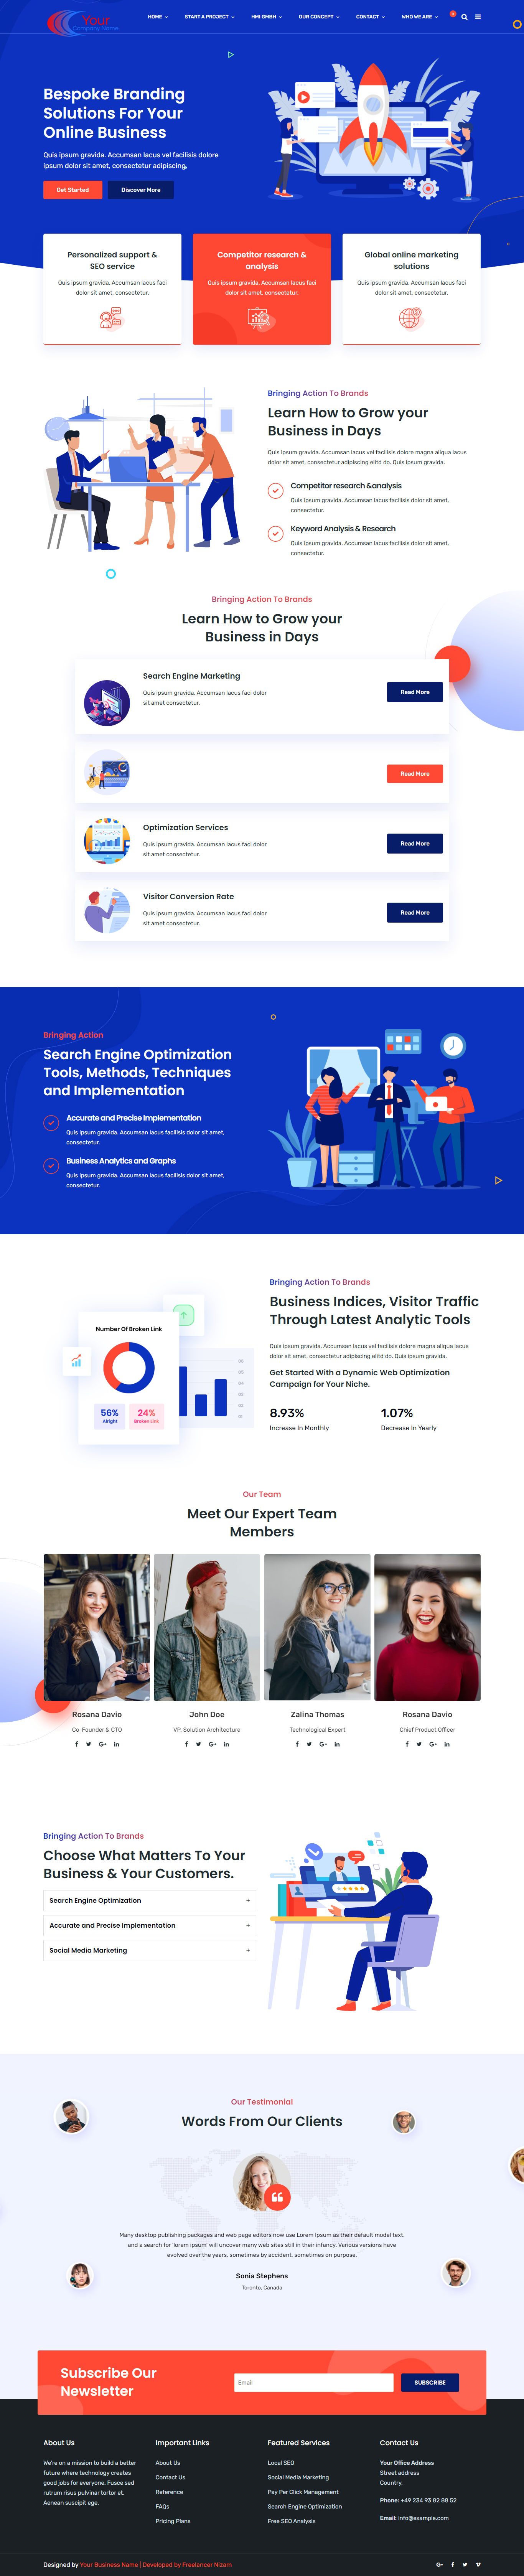 Your
Company Name
HOME
START A PROJECT
HMI GMBH
OUR CONCEPT
CONTACT
WHO WE ARE
0
Bespoke Branding
Solutions For Your
Online Business
Quis ipsum gravida. Accumsan lacus vel facilisis dolore
ipsum dolor sit amet, consectetur adipiscing.
Get Started
Discover More
Personalized support &
SEO service
Quis ipsum gravida. Accumsan lacus faci
dolor sit amet, consectetur.
Competitor research &
analysis
Quis ipsum gravida. Accumsan lacus faci
dolor sit amet, consectetur.
Global online marketing
solutions
Quis ipsum gravida. Accumsan lacus faci
dolor sit amet, consectetur.
Bringing Action To Brands
Learn How to Grow your
Business in Days
Quis ipsum gravida. Accumsan lacus vel facilisis dolore magna aliqua lacus
dolor sit amet, consectetur adipiscing elitd do. Quis ipsum gravida.
Competitor research &analysis
Quis ipsum gravida. Accumsan lacus facilisis dolor sit amet,
consectetur.
Keyword Analysis & Research
Quis ipsum gravida. Accumsan lacus facilisis dolor sit amet,
consectetur.
Bringing Action To Brands
Learn How to Grow your
Business in Days
Search Engine Marketing
Quis ipsum gravida. Accumsan lacus faci dolor
sit amet consectetur.
Read More
Read More
Optimization Services
Quis ipsum gravida. Accumsan lacus faci dolor
sit amet consectetur.
Read More
Visitor Conversion Rate
Quis ipsum gravida. Accumsan lacus faci dolor
sit amet consectetur.
Read More
Bringing Action
Search Engine Optimization
Tools, Methods, Techniques
and Implementation
Accurate and Precise Implementation
Quis ipsum gravida. Accumsan lacus facilisis dolor sit amet,
consectetur.
Business Analytics and Graphs
Quis ipsum gravida. Accumsan lacus facilisis dolor sit amet,
consectetur.
Number Of Broken Link
56%
Alright
24%
Broken Link
Bringing Action To Brands
Business Indices, Visitor Traffic
Through Latest Analytic Tools
Quis ipsum gravida. Accumsan lacus vel facilisis dolore magna aliqua lacus
dolor sit amet, consectetur adipiscing elitd do. Quis ipsum gravida.
Get Started With a Dynamic Web Optimization
Campaign for Your Niche.
8.93%
Increase In Monthly
1.07%
Decrease In Yearly
Our Team
Meet Our Expert Team
Members
Rosana Davio
Co-Founder & CTO
John Doe
VP. Solution Architecture
Zalina Thomas
Technological Expert
Rosana Davio
Chief Product Officer
Bringing Action To Brands
Choose What Matters To Your
Business & Your Customers.
Search Engine Optimization +
Accurate and Precise Implementation +
Social Media Marketing +
Our Testimonial
Words From Our Clients
Many desktop publishing packages and web page editors now use Lorem Ipsum as their default model text,
and a search for 'lorem ipsum' will uncover many web sites still in their infancy. Various versions have
evolved over the years, sometimes by accident, sometimes on purpose.
Sonia Stephens
Toronto, Canada
Subscribe Our
Newsletter
Email
SUBSCRIBE
About Us
We're on a mission to build a better
future where technology creates
good jobs for everyone. Fusce sed
rutrum risus pulvinar tortor et.
Aenean suscipit ege.
Important Links
About Us
Contact Us
Reference
FAQs
Pricing Plans
Featured Services
Local SEO
Social Media Marketing
Pay Per Click Management
Search Engine Optimization
Free SEO Analysis
Contact Us
Your Office Address
Street address
Country,
Phone: +49 234 93 82 88 52
Email: info@example.com
Designed by Your Business Name | Developed by Freelancer Nizam